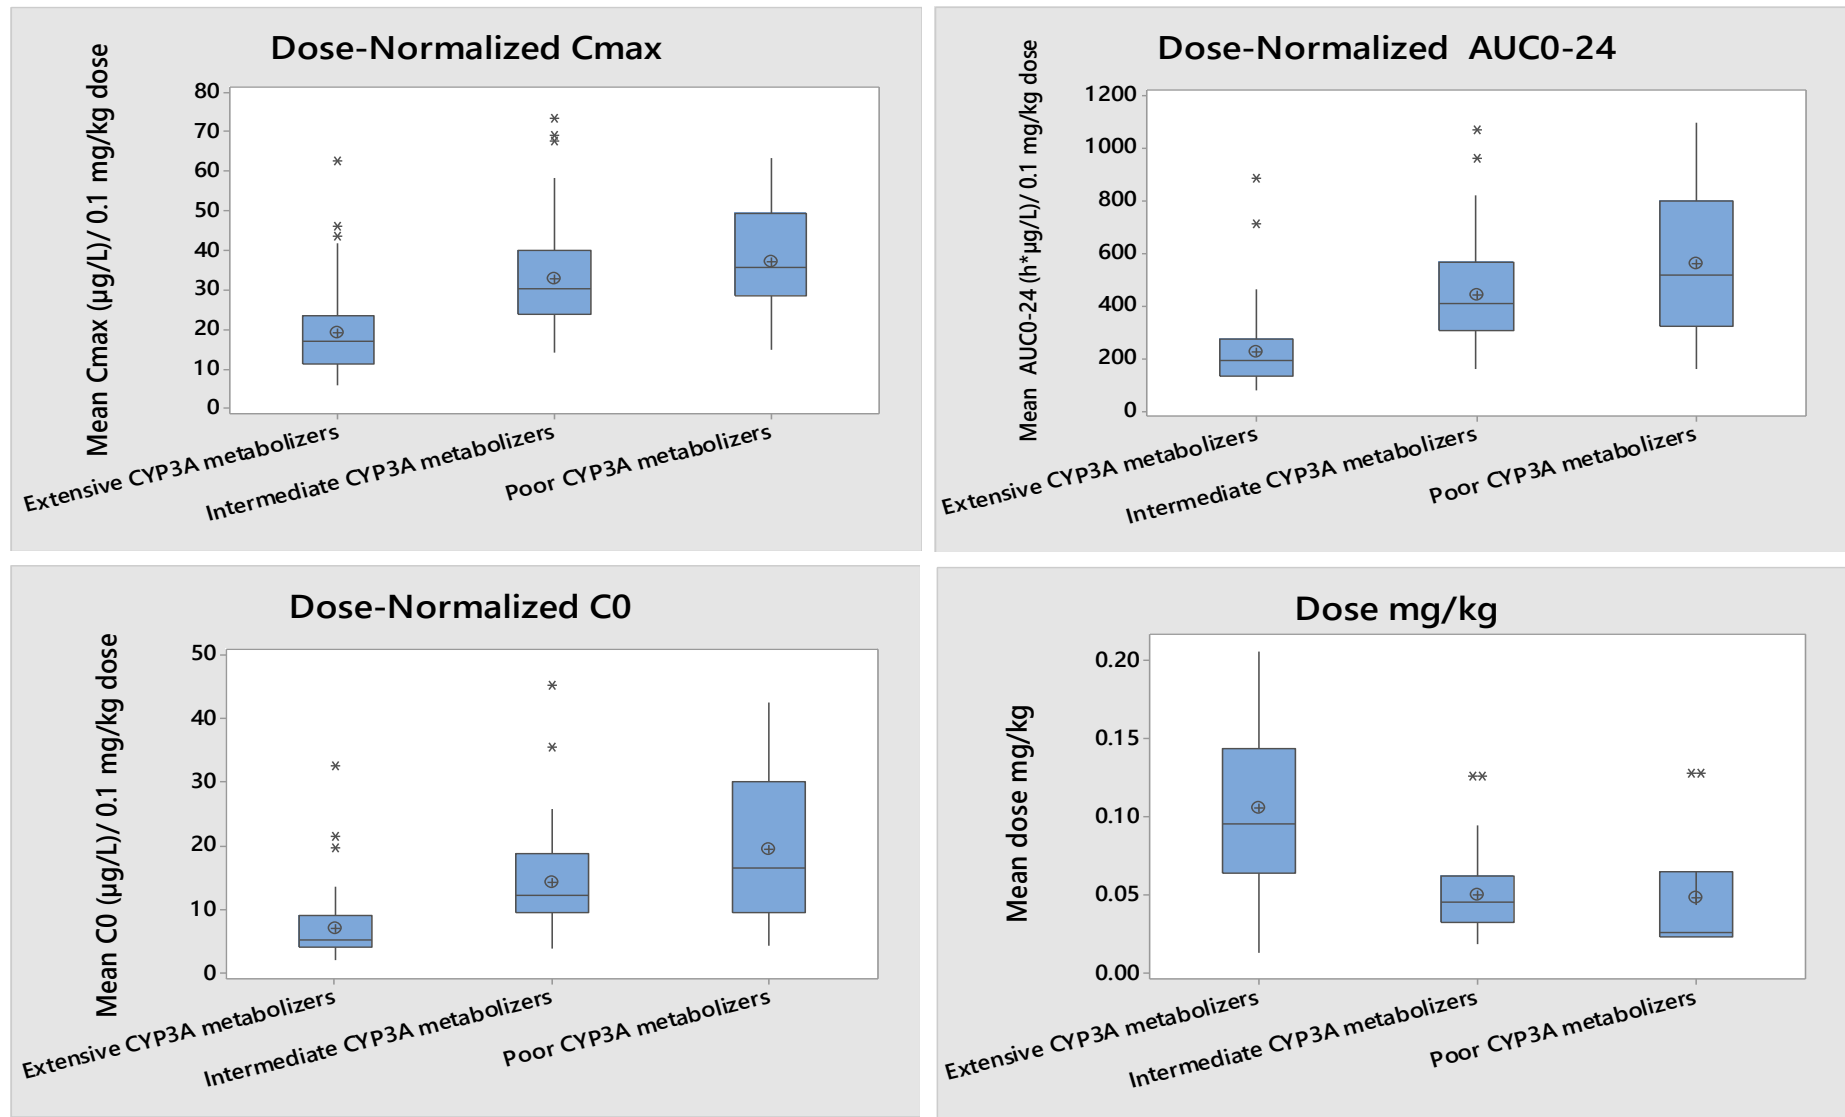 Dose-Normalized Cmax
Mean Cmax (µg/L)/ 0.1 mg/kg dose
80
70
60
50
40
30
20
10
0
Extensive CYP3A metabolizers
Intermediate CYP3A metabolizers
Poor CYP3A metabolizers
Dose-Normalized AUC0-24
Mean AUC0-24 (h*µg/L)/ 0.1 mg/kg dose
1200
1000
800
600
400
200
0
Extensive CYP3A metabolizers
Intermediate CYP3A metabolizers
Poor CYP3A metabolizers
Dose-Normalized C0
Mean C0 (µg/L)/ 0.1 mg/kg dose
50
40
30
20
10
0
Extensive CYP3A metabolizers
Intermediate CYP3A metabolizers
Poor CYP3A metabolizers
Dose mg/kg
Mean dose mg/kg
0.20
0.15
0.10
0.05
0.00
Extensive CYP3A metabolizers
Intermediate CYP3A metabolizers
Poor CYP3A metabolizers